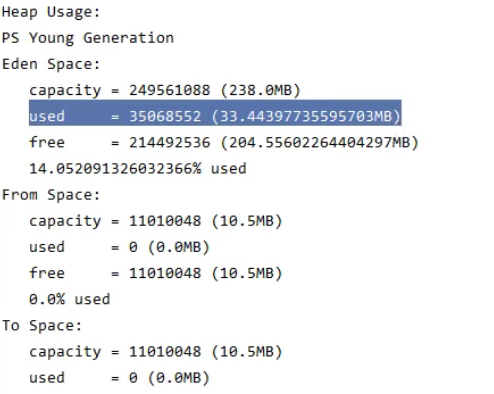 Heap Usage:
PS Young Generation
Eden Space:
capacity = 249561088 (238.0MB)
used = 35068552 (33.44397735595703MB)
free = 214492536 (204.55602264404297MB)
14.052091326032366% used
From Space:
capacity = 11010048 (10.5MB)
used = 0 (0.0MB)
free = 11010048 (10.5MB)
0.0% used
To Space:
capacity = 11010048 (10.5MB)
used = 0 (0.0MB)